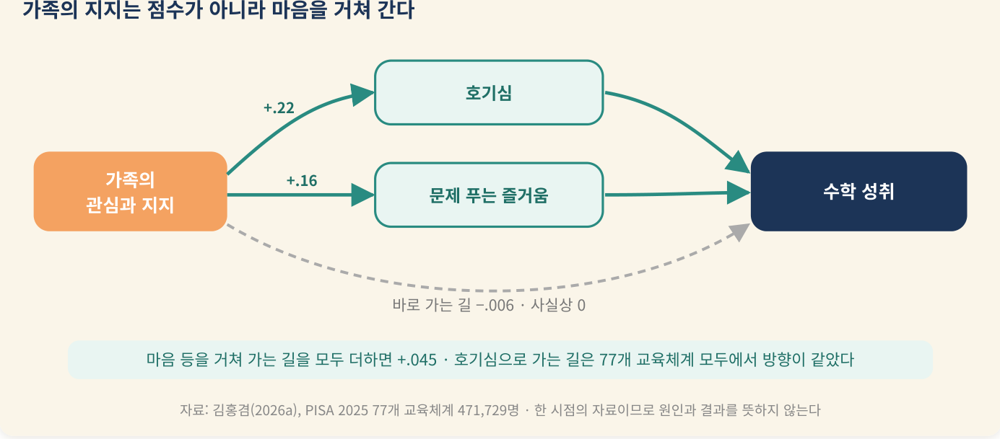 가족의 지지는 점수가 아니라 마음을 거쳐 간다
호기심
+.22
가족의
관심과 지지
+.16
문제 푸는 즐거움
수학 성취
바로 가는 길 −.006 · 사실상 0
마음 등을 거쳐 가는 길을 모두 더하면 +.045 · 호기심으로 가는 길은 77개 교육체계 모두에서 방향이 같았다
자료: 김홍겸(2026a), PISA 2025 77개 교육체계 471,729명 · 한 시점의 자료이므로 원인과 결과를 뜻하지 않는다